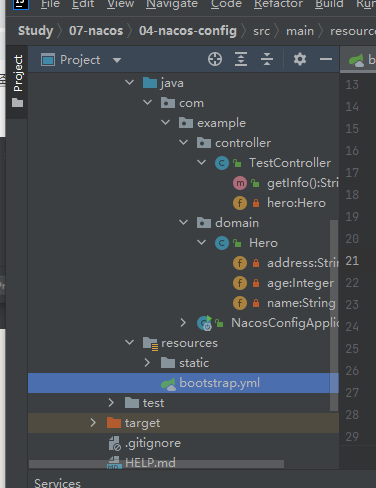 File Edit View Navigate Code Refactor Build Run
Study 07-nacos 04-nacos-config src main resourc
Project
Project
b
13
java
com
14
example
15
controller
16
TestController
17
getInfo():Stri
18
hero:Hero
19
domain
20
Hero
21
address:Strin
22
age:Integer
23
name:String
24
NacosConfigApplic
25
resources
26
static
bootstrap.yml
27
test
28
target
29
.gitignore
HELP.md
Services